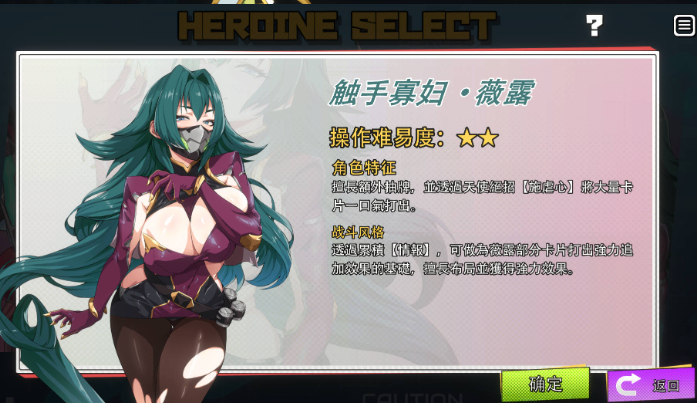 HEROINE SELECT
?
触手寡妇・薇露
操作难易度：★★
角色特征
擅長額外抽牌，並透過天使絕招【施虐心】將大量卡
片一口氣打出。
战斗风格
透過累積【情報】，可做為薇露部分卡片打出強力追
加效果的基礎，擅長布局並獲得強力效果。
确定
返回
CAUTION